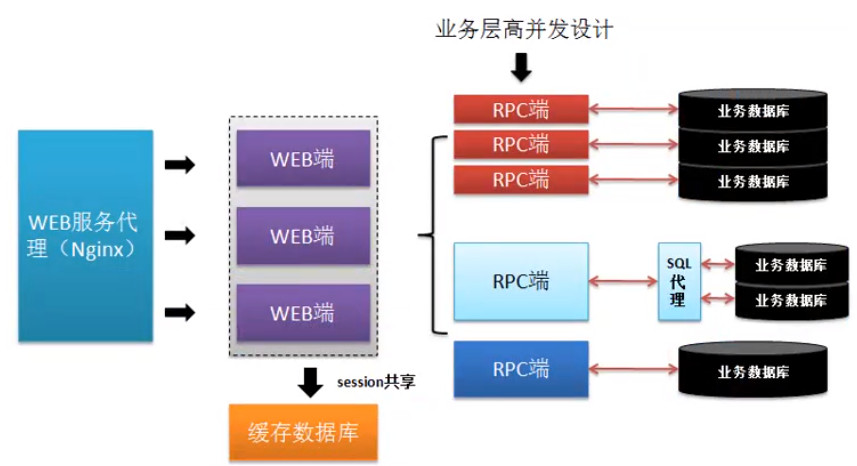 业务层高并发设计
WEB服务代
理（Nginx）
WEB端
WEB端
WEB端
session共享
缓存数据库
RPC端
业务数据库
RPC端
业务数据库
RPC端
业务数据库
RPC端
SQL
代
理
业务数据库
业务数据库
RPC端
业务数据库